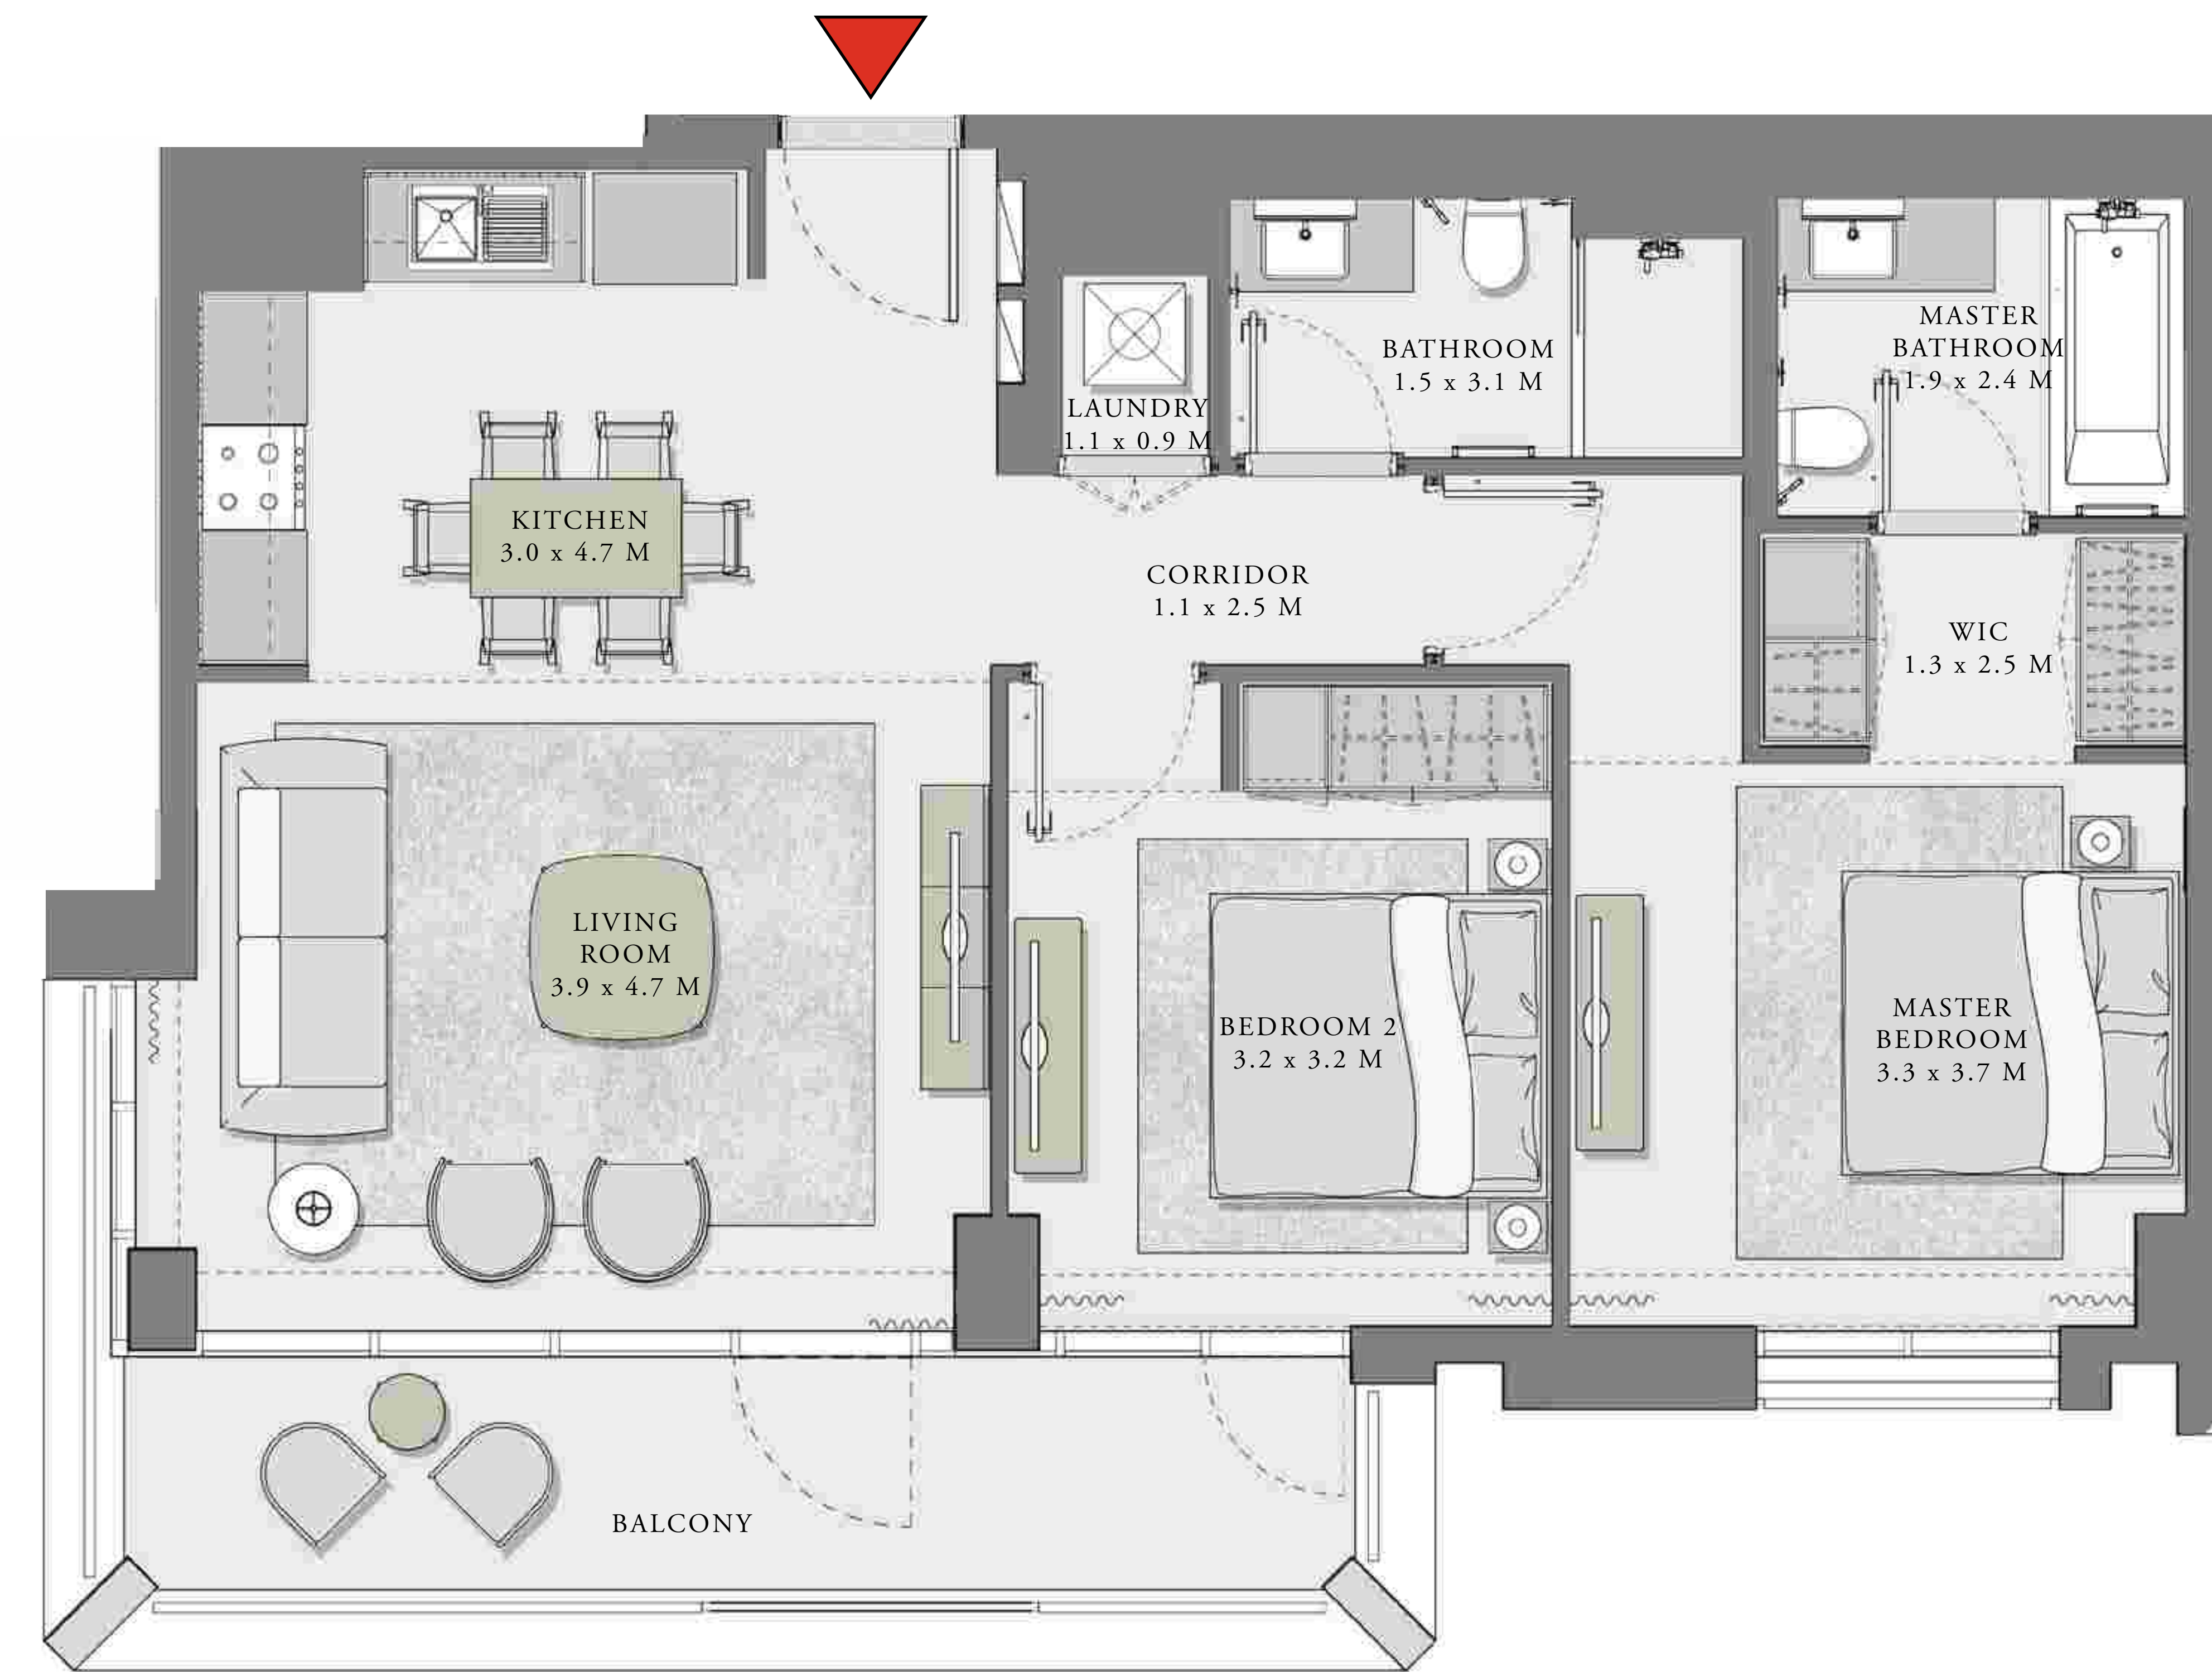 BATHROOM
1.5 x 3.1 M
MASTER
BATHROOM
1.9 x 2.4 M
LAUNDRY
1.1 x 0.9 M
KITCHEN
3.0 x 4.7 M
CORRIDOR
1.1 x 2.5 M
WIC
1.3 x 2.5 M
LIVING
ROOM
3.9 x 4.7 M
BEDROOM 2
3.2 x 3.2 M
MASTER
BEDROOM
3.3 x 3.7 M
BALCONY